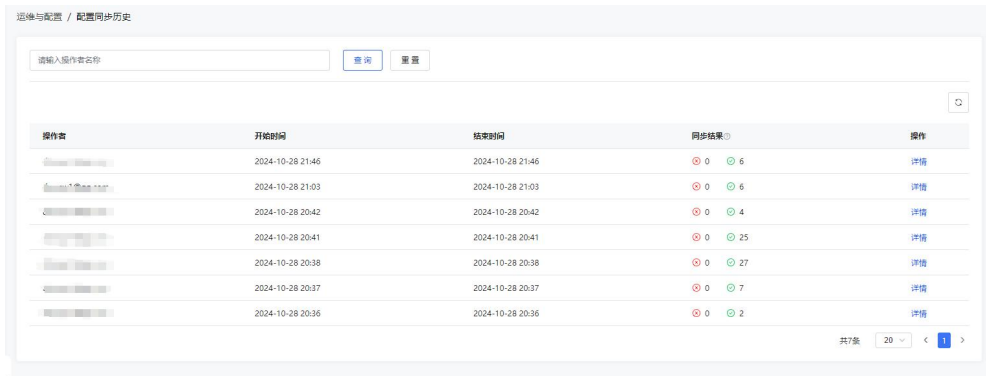 运维与配置 / 配置同步历史
请输入操作者名称 查询 重置
操作者 开始时间 结束时间 同步结果 操作
2024-10-28 21:46 2024-10-28 21:46 0 6 详情
2024-10-28 21:03 2024-10-28 21:03 0 6 详情
2024-10-28 20:42 2024-10-28 20:42 0 4 详情
2024-10-28 20:41 2024-10-28 20:41 0 25 详情
2024-10-28 20:38 2024-10-28 20:38 0 27 详情
2024-10-28 20:37 2024-10-28 20:37 0 7 详情
2024-10-28 20:36 2024-10-28 20:36 0 2 详情
共7条 20 < 1 >